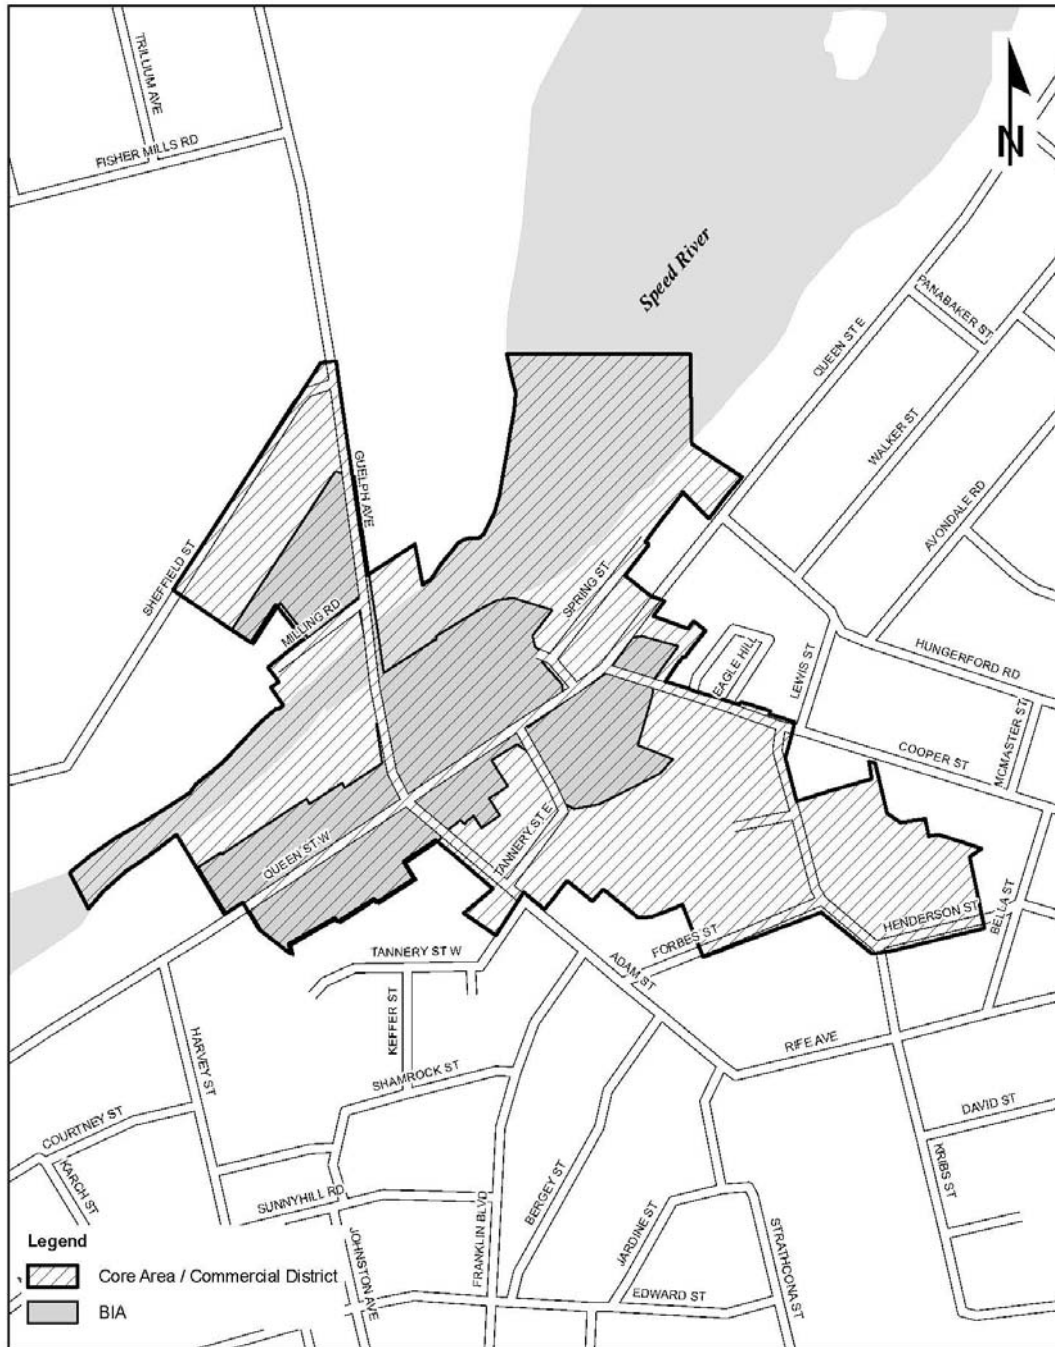 TRILLIUM AVE
FISHER MILLS RD
N
Speed River
PANABAKER ST
QUEEN ST E
WALKER ST
GUELPH AVE
AVONDALE RD
SHEFFIELD ST
SPRING ST
MILLING RD
HUNGERFORD RD
EAGLE HILL
LEWIS ST
MCMASTER ST
COOPER ST
TANNERY ST E
QUEEN ST W
BELLA ST
HENDERSON ST
FORBES ST
TANNERY ST W
ADAM ST
KEFFER ST
RIFE AVE
HARVEY ST
SHAMROCK ST
DAVID ST
COURTNEY ST
KARCH ST
KRIBS ST
SUNNYHILL RD
BERGEY ST
FRANKLIN BLVD
JARDINE ST
STRATHCONA ST
JOHNSTON AVE
EDWARD ST
Legend
Core Area / Commercial District
BIA